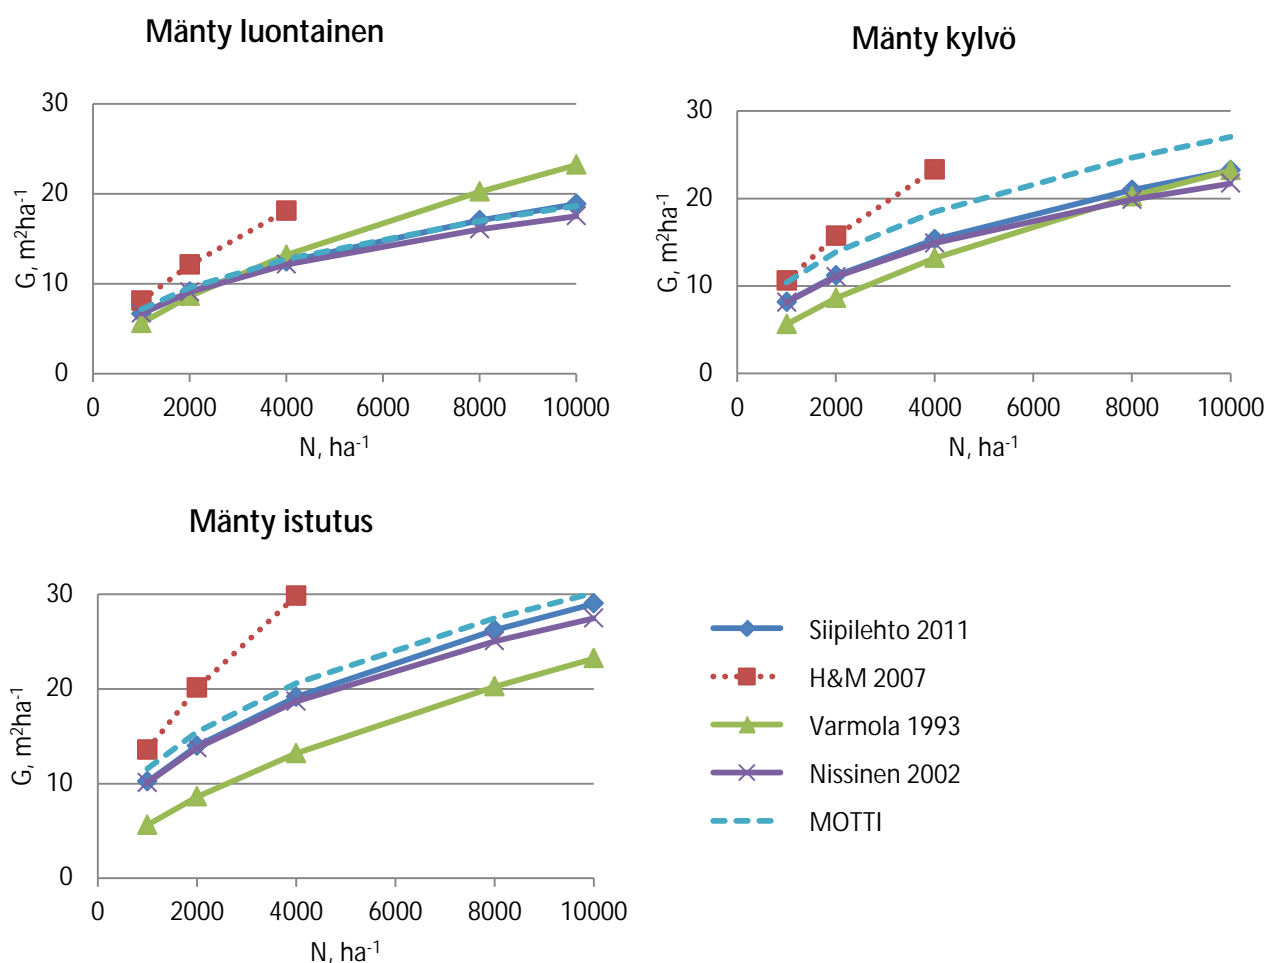 Mänty luontainen
30
20
10
0
G, m²ha⁻¹
0 2000 4000 6000 8000 10000
N, ha⁻¹
Mänty kylvö
30
20
10
0
G, m²ha⁻¹
0 2000 4000 6000 8000 10000
N, ha⁻¹
Mänty istutus
30
20
10
0
G, m²ha⁻¹
0 2000 4000 6000 8000 10000
N, ha⁻¹
Siipilehto 2011
H&M 2007
Varmola 1993
Nissinen 2002
MOTTI